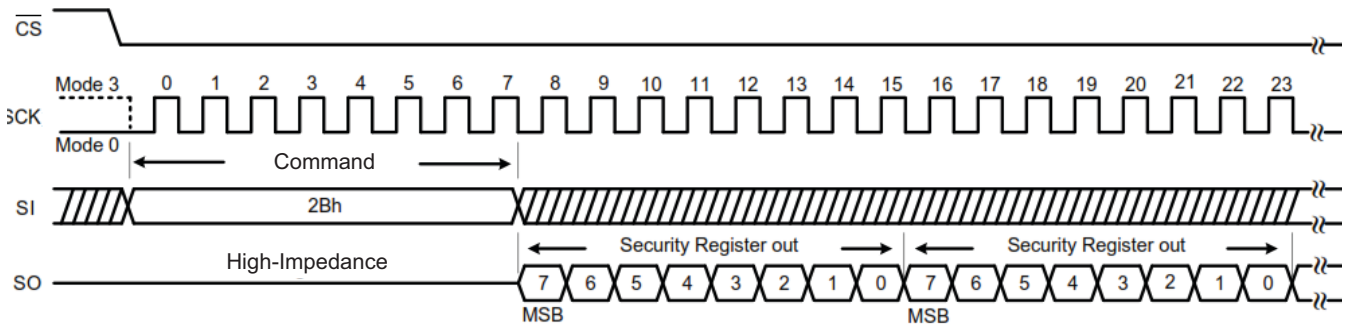 CS
Mode 3 0 1 2 3 4 5 6 7 8 9 10 11 12 13 14 15 16 17 18 19 20 21 22 23
SCK
Mode 0
Command
SI 2Bh
Security Register out Security Register out
High-Impedance
SO 7 6 5 4 3 2 1 0 7 6 5 4 3 2 1 0
MSB MSB